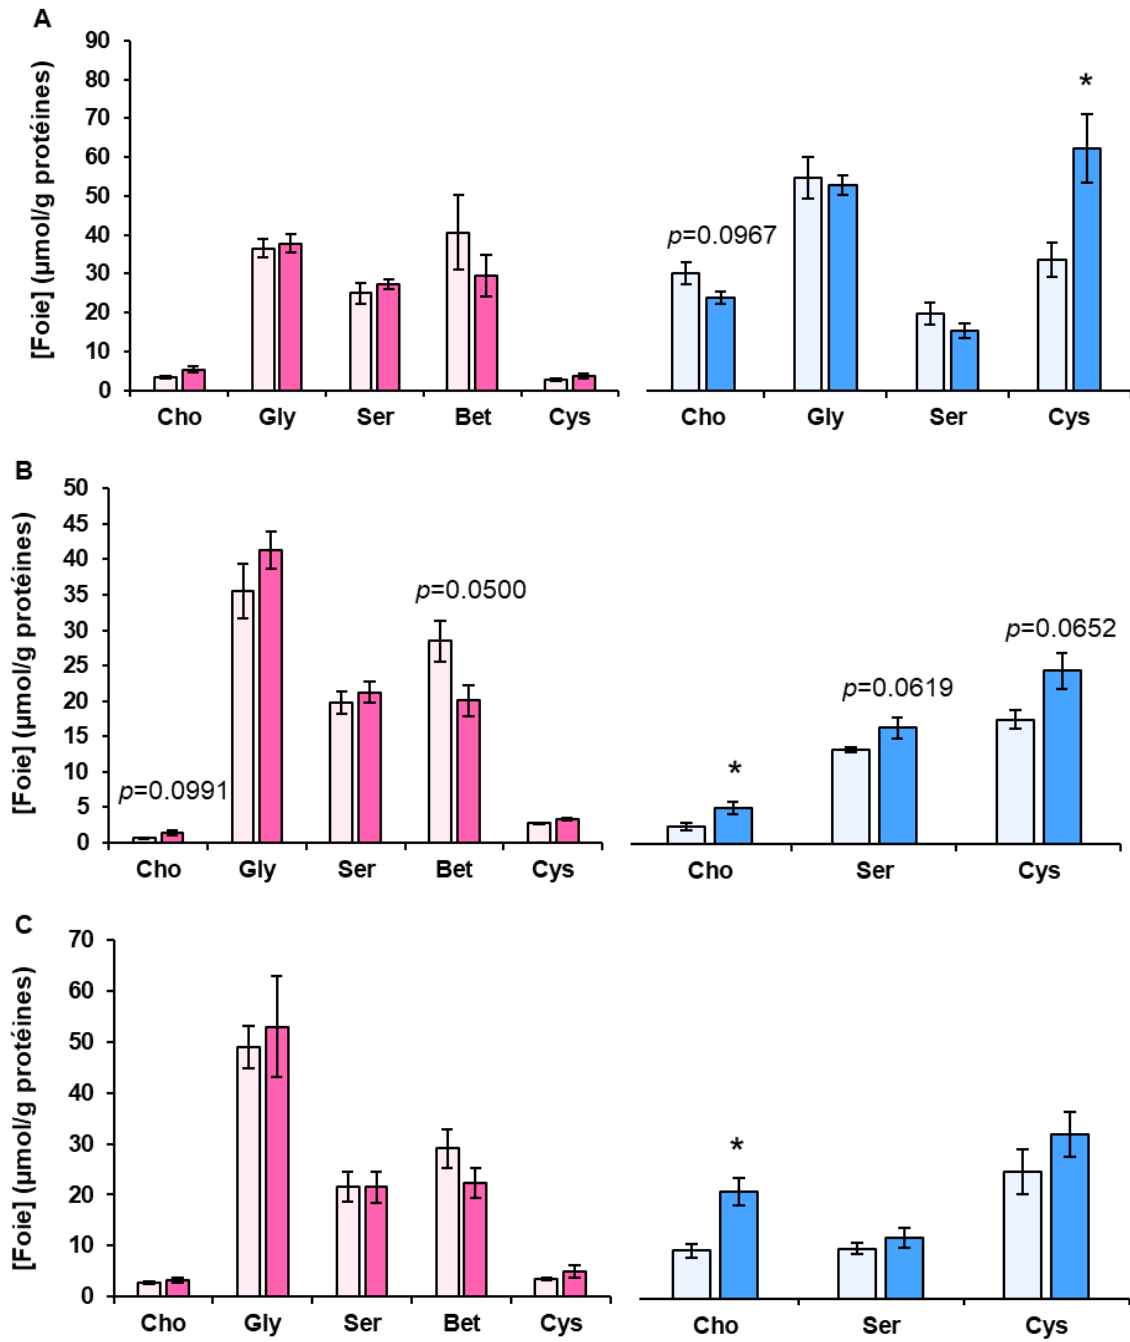 A
[Foie] (µmol/g protéines)
90
80
70
60
50
40
30
20
10
0
Cho Gly Ser Bet Cys
p=0.0967
*
Cho Gly Ser Cys
B
[Foie] (µmol/g protéines)
50
45
40
35
30
25
20
15
10
5
0
p=0.0991
p=0.0500
Cho Gly Ser Bet Cys
*
p=0.0619
p=0.0652
Cho Ser Cys
C
[Foie] (µmol/g protéines)
70
60
50
40
30
20
10
0
Cho Gly Ser Bet Cys
*
Cho Ser Cys